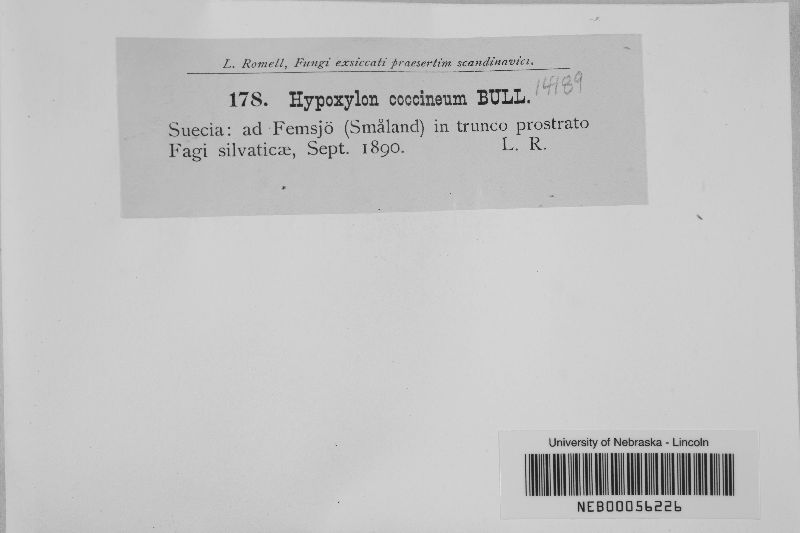 L. Romell, Fungi exsiccati praesertim scandinavici.
178. Hypoxylon coccineum BULL. 14189
Suecia: ad Femsjö (Småland) in trunco prostrato
Fagi silvaticæ, Sept. 1890. L. R.
University of Nebraska - Lincoln
NEB00056226